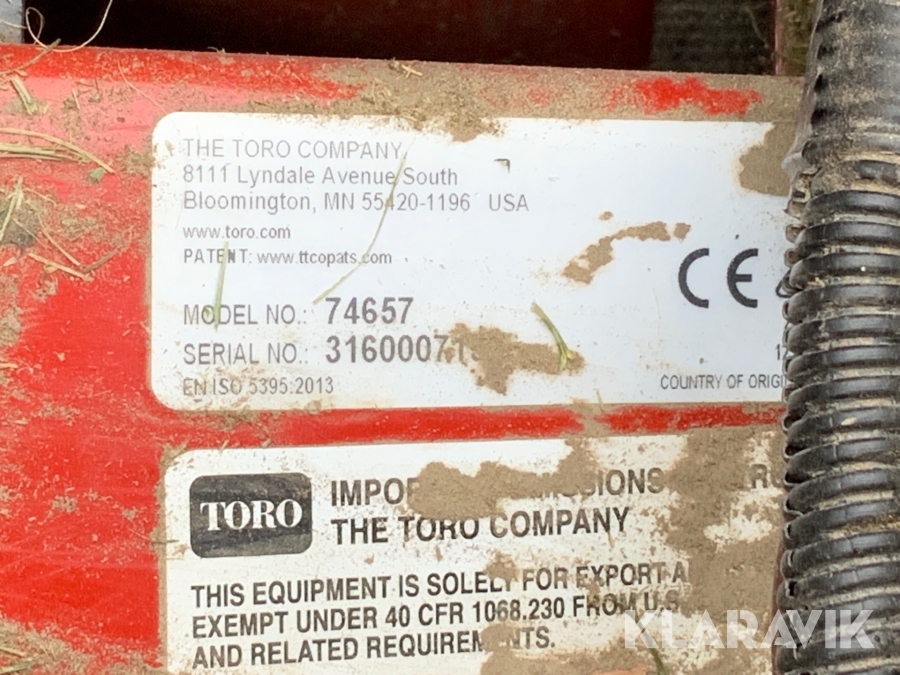 THE TORO COMPANY
8111 Lyndale Avenue South
Bloomington, MN 55420-1196 USA
www.toro.com
PATENT: www.ttcopats.com
CE
MODEL NO.: 74657
SERIAL NO.:
EN ISO 5395:2013
COUNTRY OF
TORO
THE TORO COMPANY
THIS EQUIPMENT IS SOLELY FOR EXPORT
EXEMPT UNDER 40 CFR 1068.230 FROM U.S.
AND RELATED REQUIREMENTS.
KLARAVIK